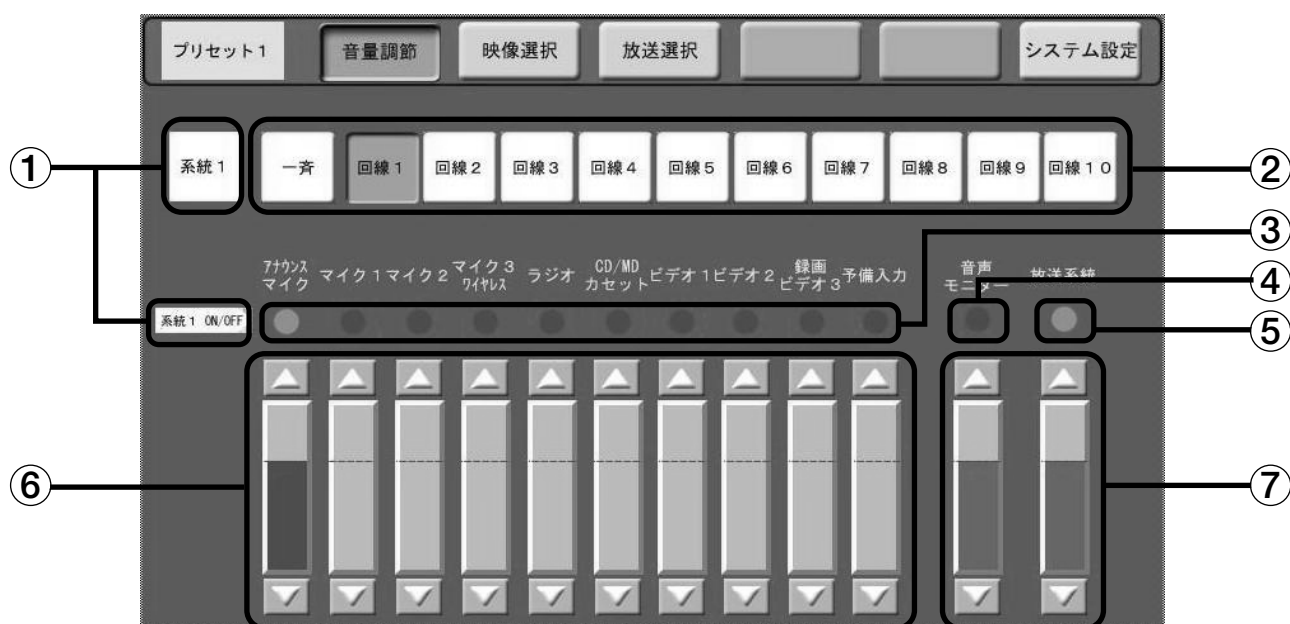 プリセット1 音量調節 映像選択 放送選択 システム設定
① 系統1 一斉 回線1 回線2 回線3 回線4 回線5 回線6 回線7 回線8 回線9 回線10 ②
③
アナウンス
マイク
マイク1
マイク2
マイク3
ワイヤレス
ラジオ
CD/MD
カセット
ビデオ1
ビデオ2
録画
ビデオ3
予備入力
音声
モニター
放送系統
④
系統1 ON/OFF
⑤
⑥
⑦